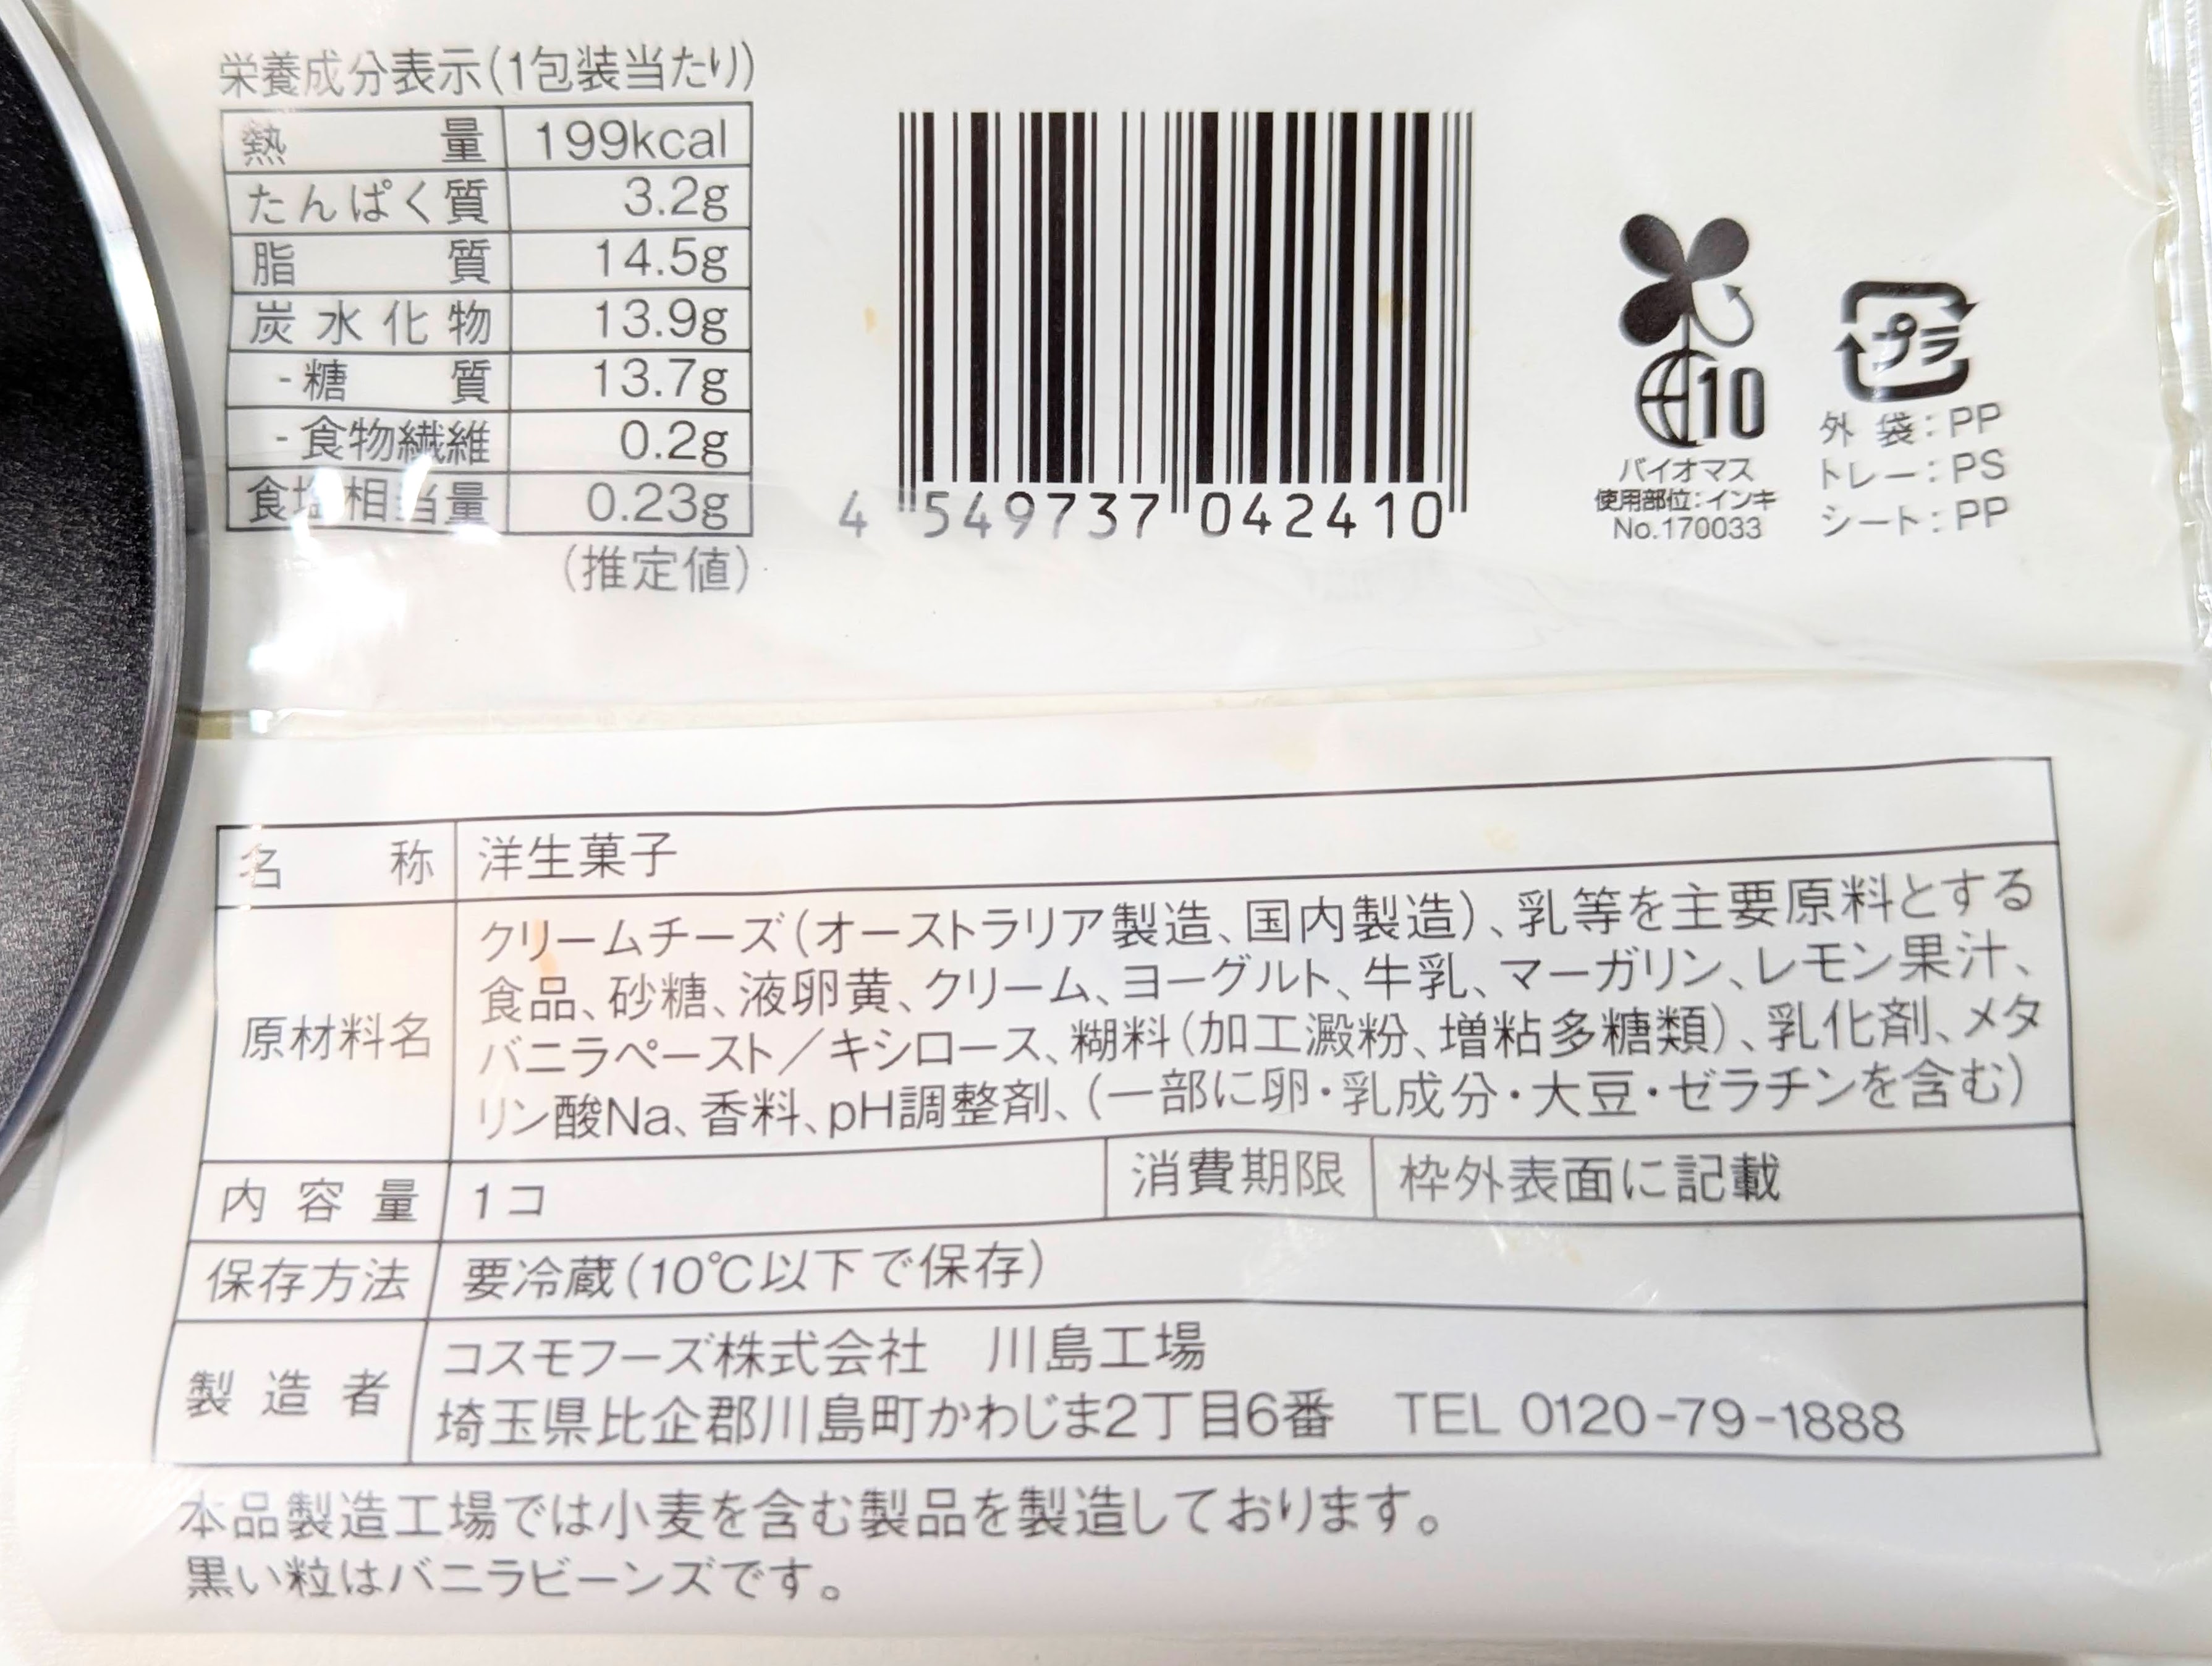 栄養成分表示(1包装当たり)
熱量 199kcal
たんぱく質 3.2g
脂質 14.5g
炭水化物 13.9g
-糖質 13.7g
-食物繊維 0.2g
食塩相当量 0.23g
(推定値)
4 549737 042410
10
バイオマス
使用部位:インキ
No.170033
プラ
外袋:PP
トレー:PS
シート:PP
名称 洋生菓子
原材料名
クリームチーズ(オーストラリア製造、国内製造)、乳等を主要原料とする
食品、砂糖、液卵黄、クリーム、ヨーグルト、牛乳、マーガリン、レモン果汁、
バニラペースト/キシロース、糊料(加工澱粉、増粘多糖類)、乳化剤、メタ
リン酸Na、香料、pH調整剤、(一部に卵・乳成分・大豆・ゼラチンを含む)
内容量 1コ 消費期限 枠外表面に記載
保存方法 要冷蔵(10℃以下で保存)
製造者
コスモフーズ株式会社 川島工場
埼玉県比企郡川島町かわじま2丁目6番 TEL 0120-79-1888
本品製造工場では小麦を含む製品を製造しております。
黒い粒はバニラビーンズです。